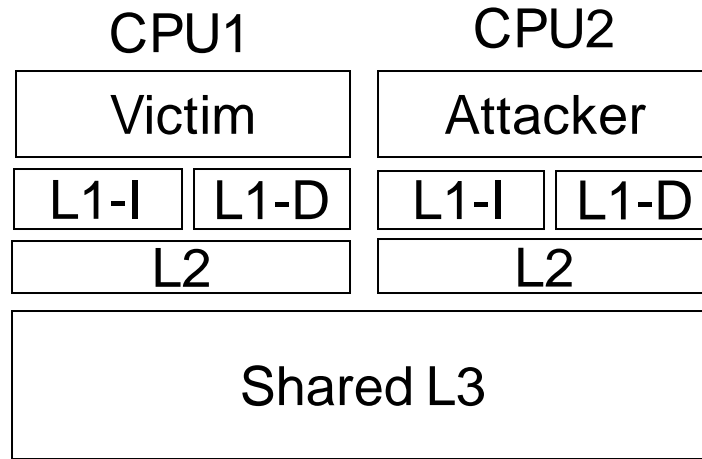 CPU1 CPU2
Victim Attacker
L1-I L1-D L1-I L1-D
L2 L2
Shared L3